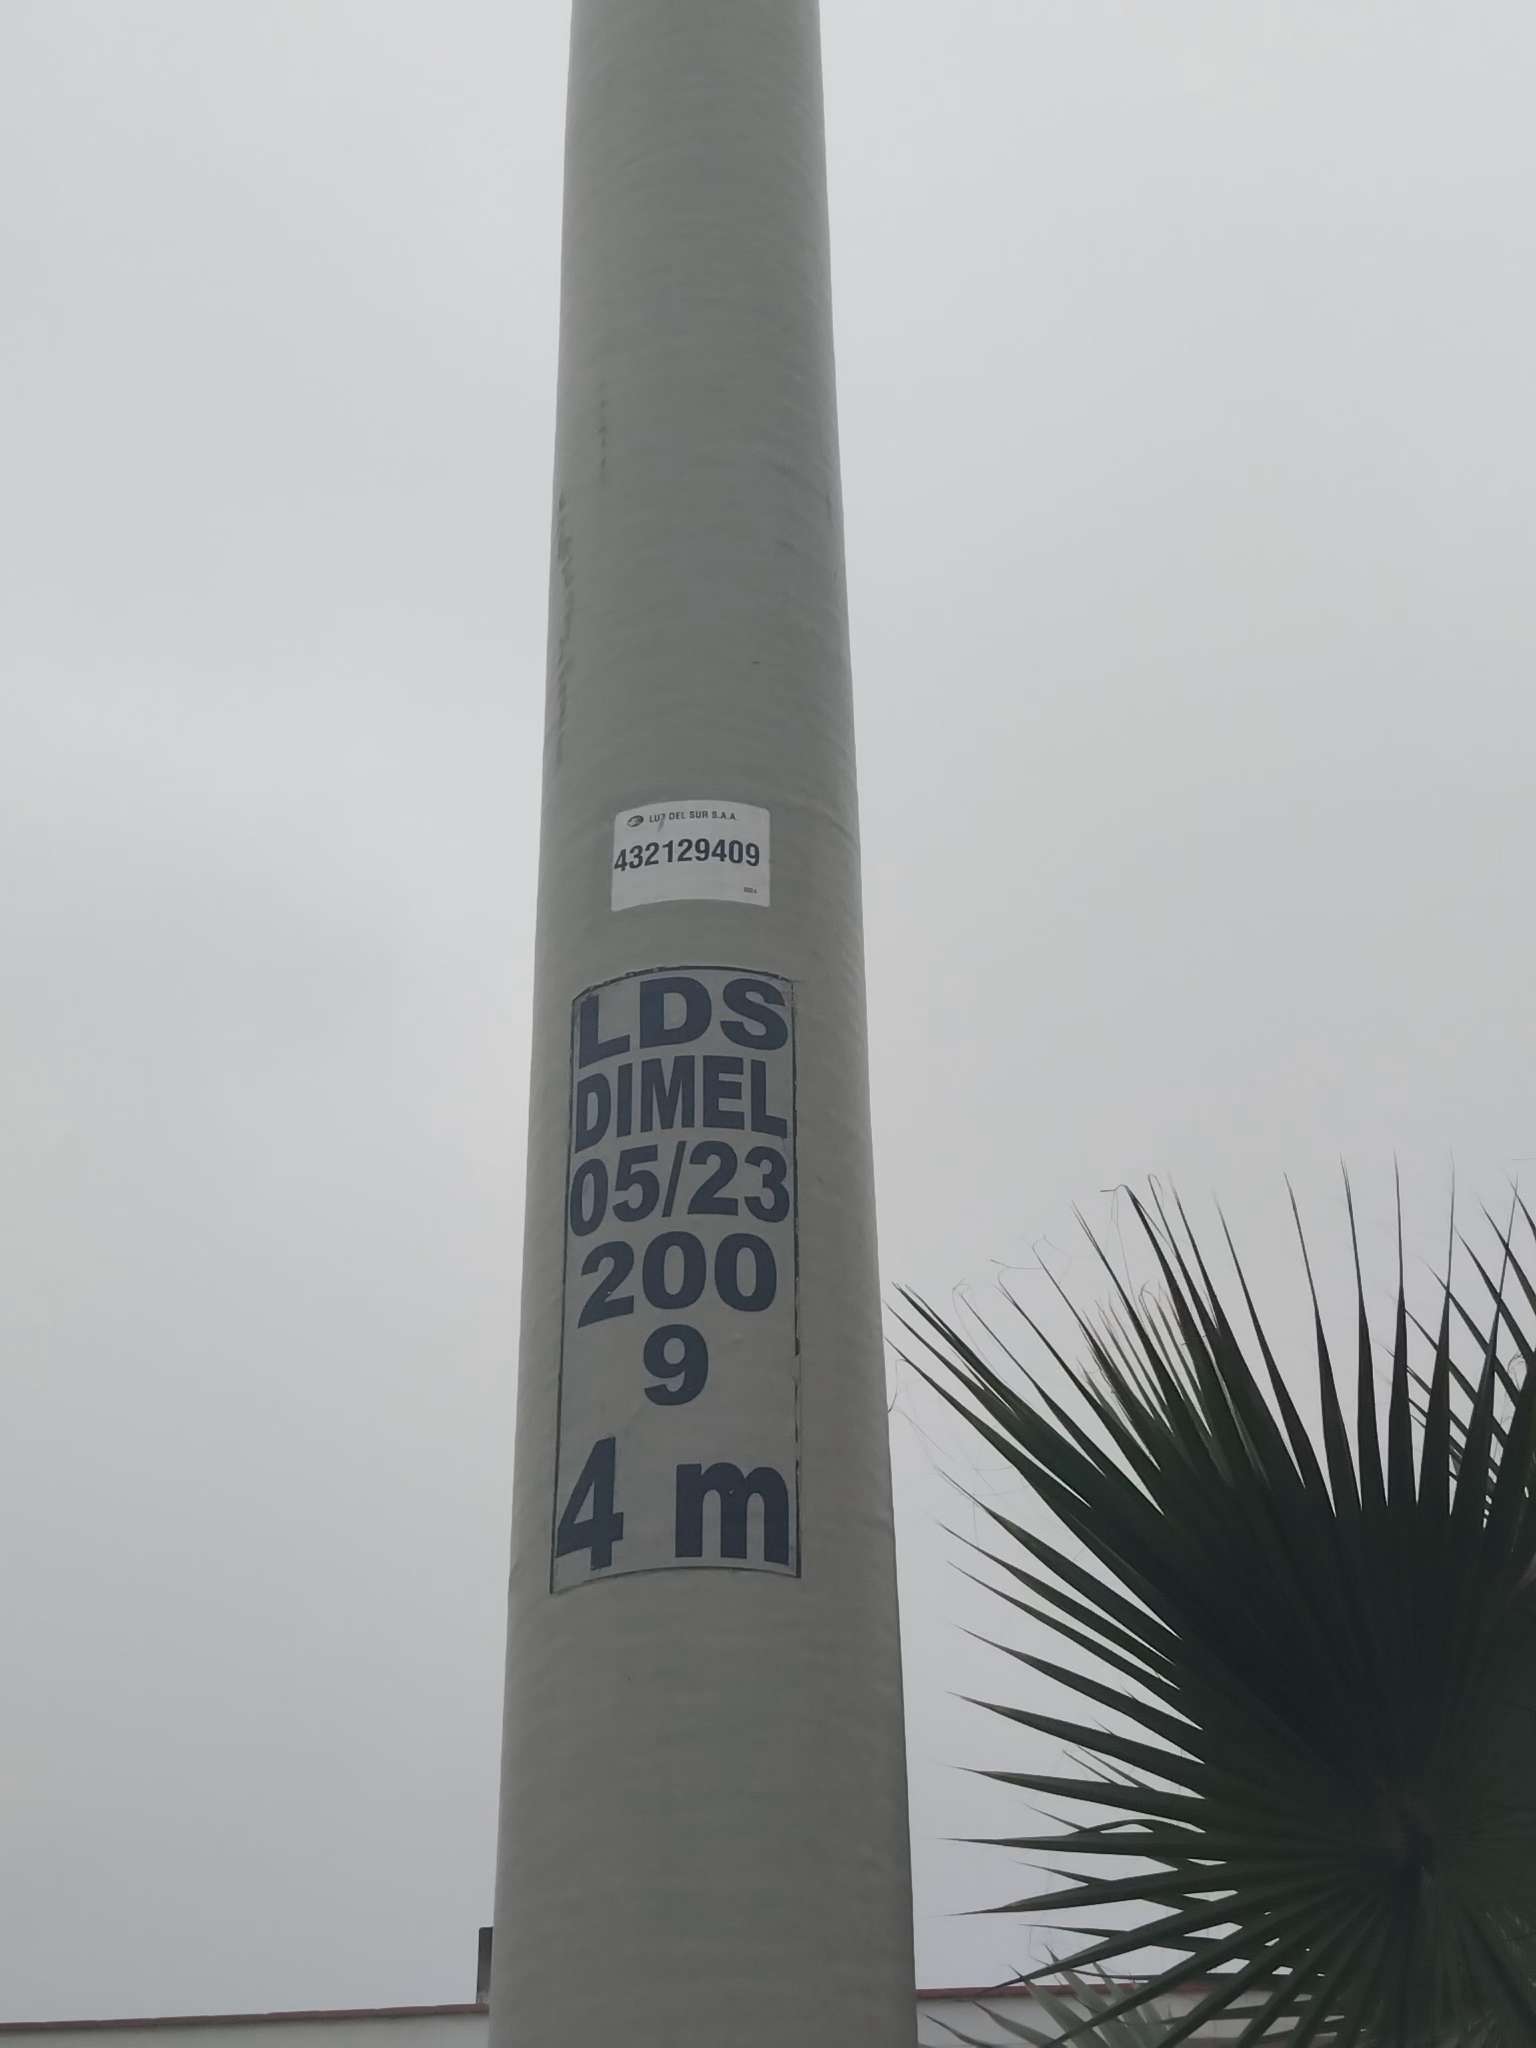 LUZ DEL SUR S.A.A.
432129409
LDS
DIMEL
05/23
200
9
4 m